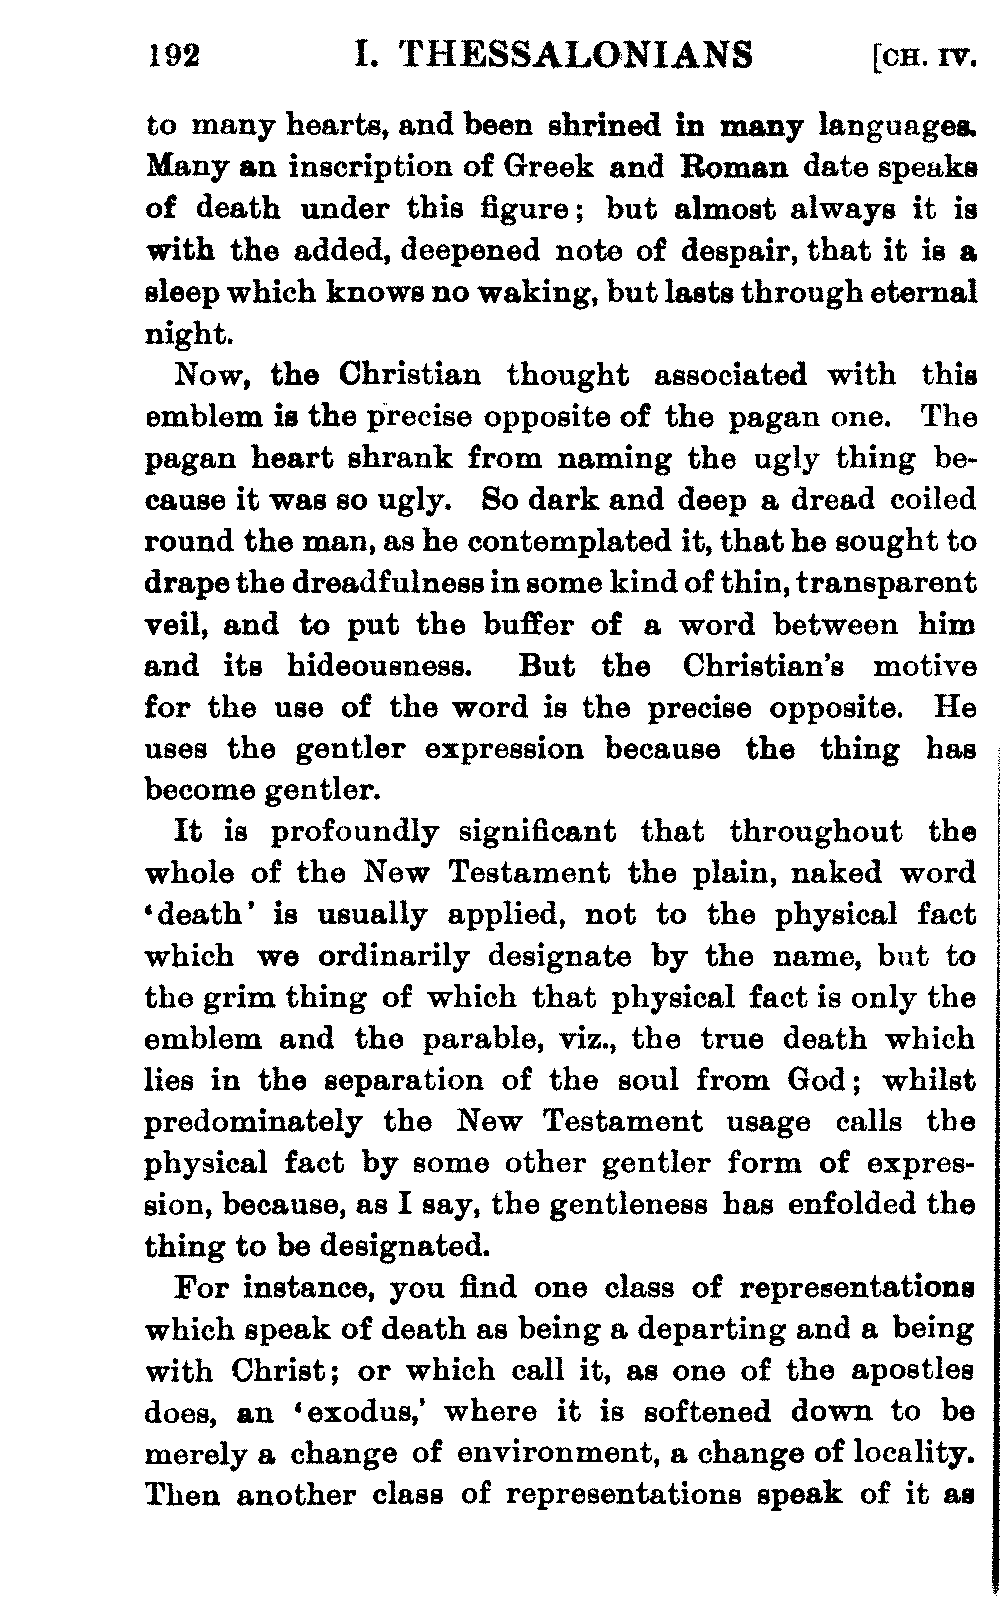 192 I. THESSALONIANS [CH. IV.
to many hearts, and been shrined in many languages.
Many an inscription of Greek and Roman date speaks
of death under this figure; but almost always it is
with the added, deepened note of despair, that it is a
sleep which knows no waking, but lasts through eternal
night.
Now, the Christian thought associated with this
emblem is the precise opposite of the pagan one. The
pagan heart shrank from naming the ugly thing be-
cause it was so ugly. So dark and deep a dread coiled
round the man, as he contemplated it, that he sought to
drape the dreadfulness in some kind of thin, transparent
veil, and to put the buffer of a word between him
and its hideousness. But the Christian's motive
for the use of the word is the precise opposite. He
uses the gentler expression because the thing has
become gentler.
It is profoundly significant that throughout the
whole of the New Testament the plain, naked word
'death' is usually applied, not to the physical fact
which we ordinarily designate by the name, but to
the grim thing of which that physical fact is only the
emblem and the parable, viz., the true death which
lies in the separation of the soul from God; whilst
predominately the New Testament usage calls the
physical fact by some other gentler form of expres-
sion, because, as I say, the gentleness has enfolded the
thing to be designated.
For instance, you find one class of representations
which speak of death as being a departing and a being
with Christ; or which call it, as one of the apostles
does, an 'exodus,' where it is softened down to be
merely a change of environment, a change of locality.
Then another class of representations speak of it as